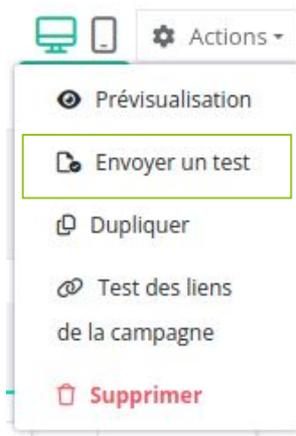 Actions
Prévisualisation
Envoyer un test
Dupliquer
Test des liens
de la campagne
Supprimer